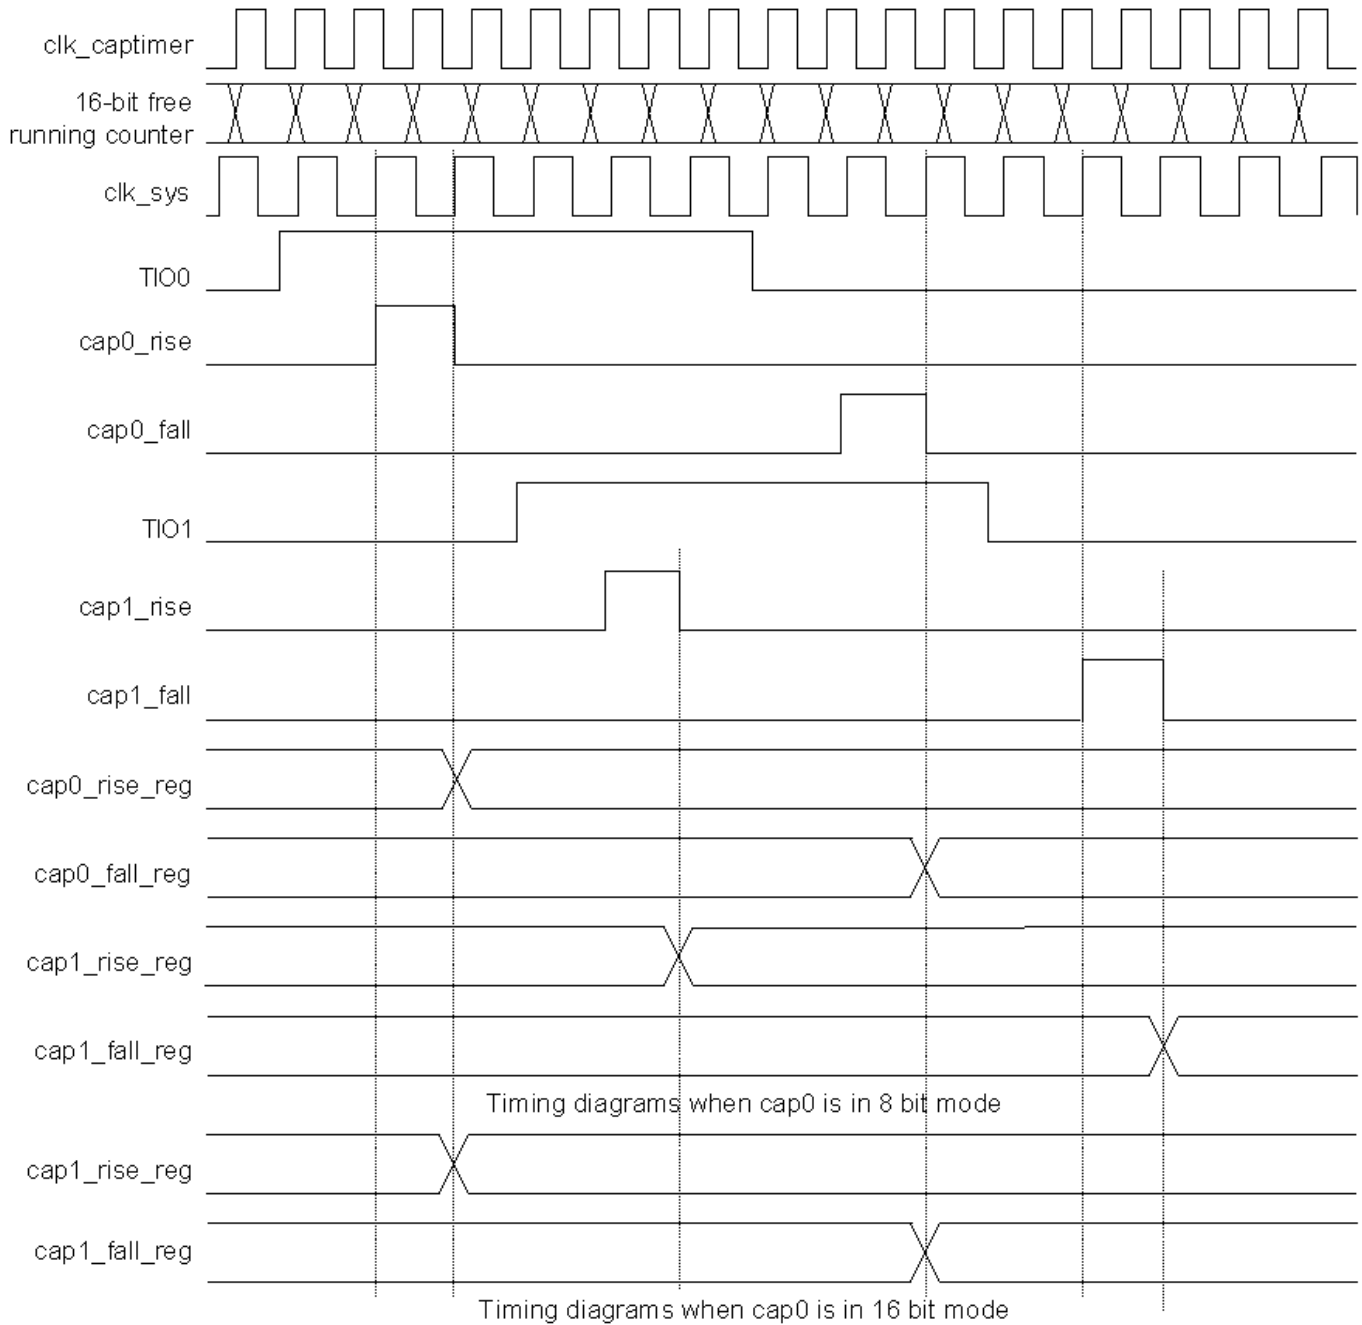 clk_captimer
16-bit free
running counter
clk_sys
TIO0
cap0_rise
cap0_fall
TIO1
cap1_rise
cap1_fall
cap0_rise_reg
cap0_fall_reg
cap1_rise_reg
cap1_fall_reg
Timing diagrams when cap0 is in 8 bit mode
cap1_rise_reg
cap1_fall_reg
Timing diagrams when cap0 is in 16 bit mode